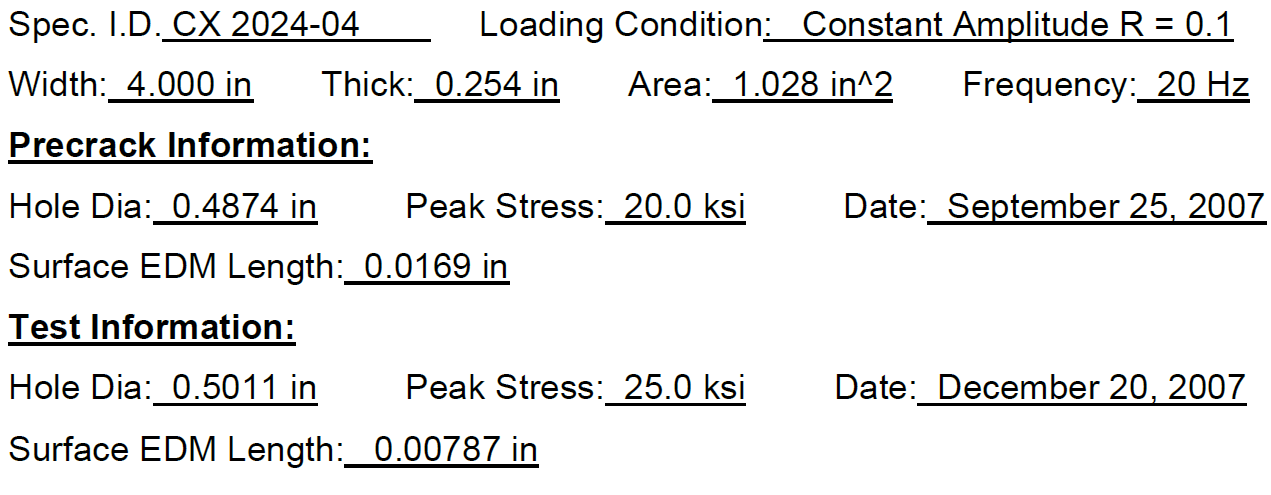 Spec. I.D. CX 2024-04 Loading Condition: Constant Amplitude R = 0.1
Width: 4.000 in Thick: 0.254 in Area: 1.028 in^2 Frequency: 20 Hz
Precrack Information:
Hole Dia: 0.4874 in Peak Stress: 20.0 ksi Date: September 25, 2007
Surface EDM Length: 0.0169 in
Test Information:
Hole Dia: 0.5011 in Peak Stress: 25.0 ksi Date: December 20, 2007
Surface EDM Length: 0.00787 in